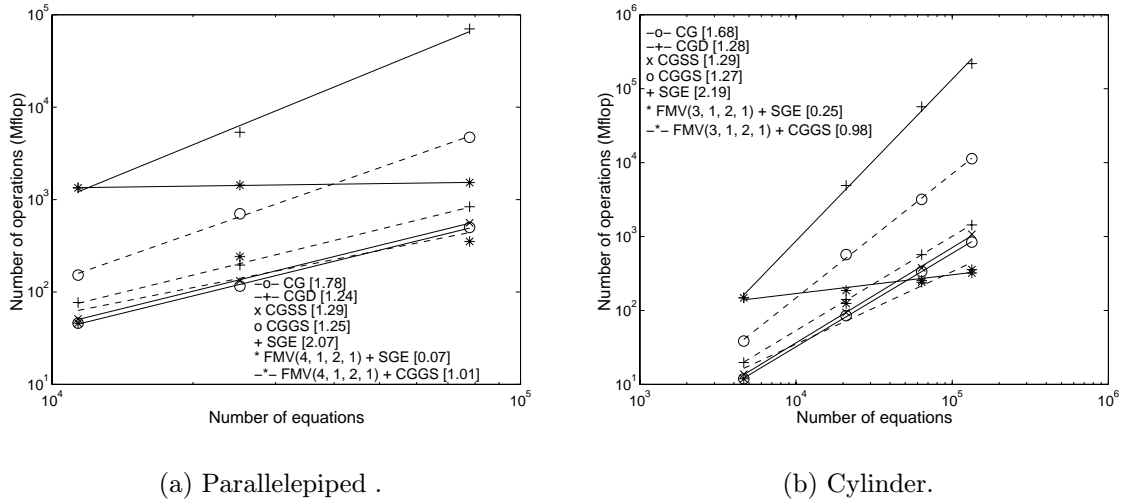 10^5
10^4
10^3
10^2
10^1
Number of operations (Mflop)
−o− CG [1.78]
−+− CGD [1.24]
x CGSS [1.29]
o CGGS [1.25]
+ SGE [2.07]
* FMV(4, 1, 2, 1) + SGE [0.07]
−*− FMV(4, 1, 2, 1) + CGGS [1.01]
10^4
10^5
Number of equations
(a) Parallelepiped .
10^6
10^5
10^4
10^3
10^2
10^1
Number of operations (Mflop)
−o− CG [1.68]
−+− CGD [1.28]
x CGSS [1.29]
o CGGS [1.27]
+ SGE [2.19]
* FMV(3, 1, 2, 1) + SGE [0.25]
−*− FMV(3, 1, 2, 1) + CGGS [0.98]
10^3
10^4
10^5
10^6
Number of equations
(b) Cylinder.